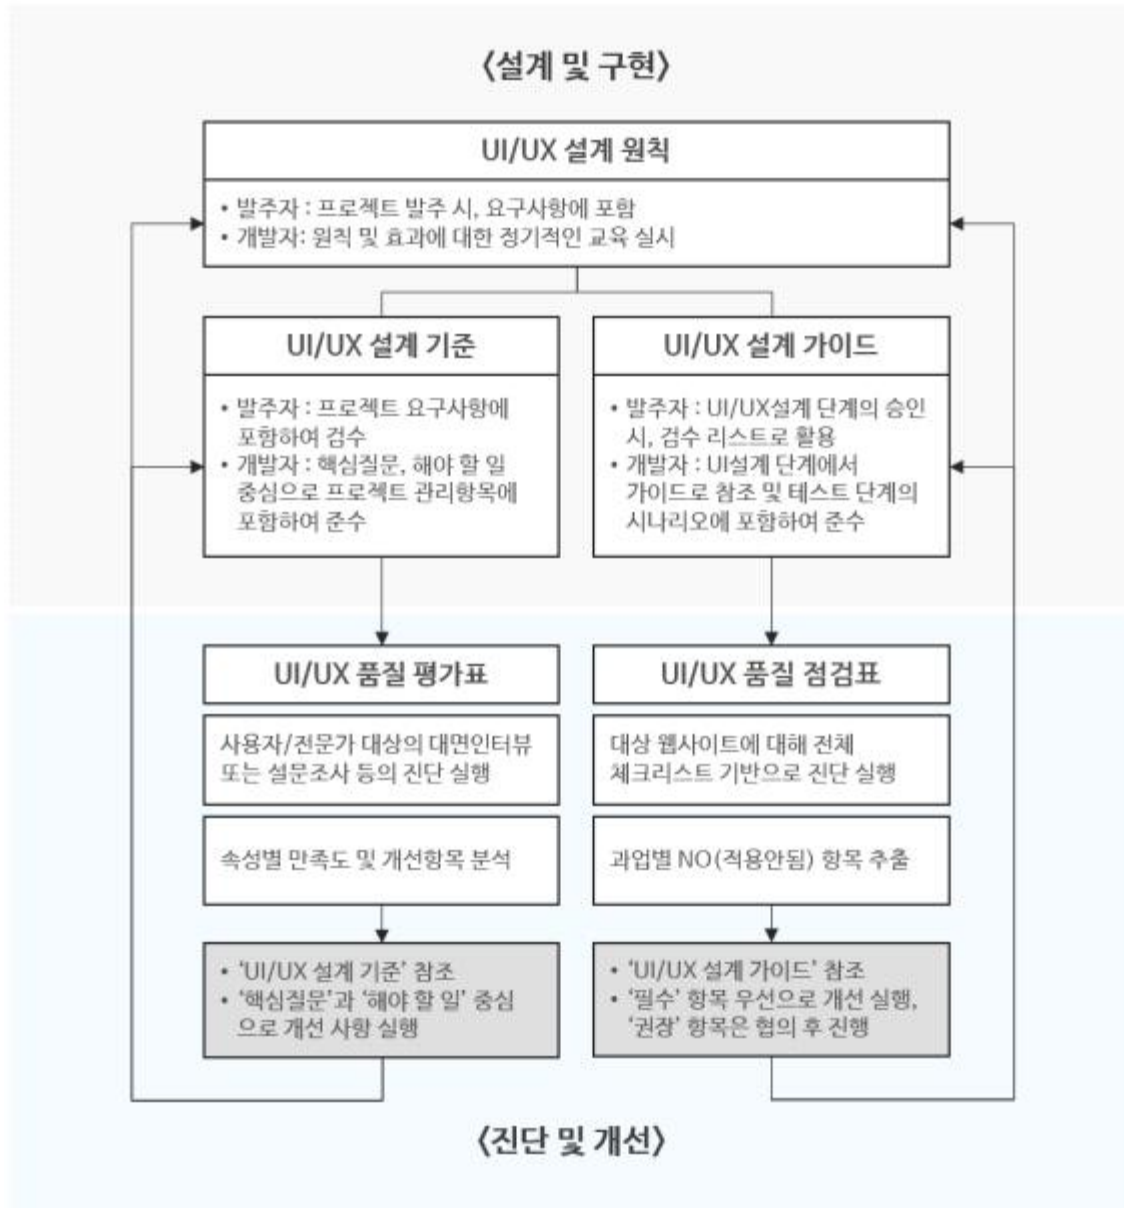 〈설계 및 구현〉
UI/UX 설계 원칙
• 발주자 : 프로젝트 발주 시, 요구사항에 포함
• 개발자: 원칙 및 효과에 대한 정기적인 교육 실시
UI/UX 설계 기준
• 발주자 : 프로젝트 요구사항에
포함하여 검수
• 개발자 : 핵심질문, 해야 할 일
중심으로 프로젝트 관리항목에
포함하여 준수
UI/UX 설계 가이드
• 발주자 : UI/UX설계 단계의 승인
시, 검수 리스트로 활용
• 개발자 : UI설계 단계에서
가이드로 참조 및 테스트 단계의
시나리오에 포함하여 준수
UI/UX 품질 평가표
사용자/전문가 대상의 대면인터뷰
또는 설문조사 등의 진단 실행
속성별 만족도 및 개선항목 분석
• ‘UI/UX 설계 기준’ 참조
• ‘핵심질문’과 ‘해야 할 일’ 중심
으로 개선 사항 실행
UI/UX 품질 점검표
대상 웹사이트에 대해 전체
체크리스트 기반으로 진단 실행
과업별 NO(적용안됨) 항목 추출
• ‘UI/UX 설계 가이드’ 참조
• ‘필수’ 항목 우선으로 개선 실행,
‘권장’ 항목은 협의 후 진행
〈진단 및 개선〉